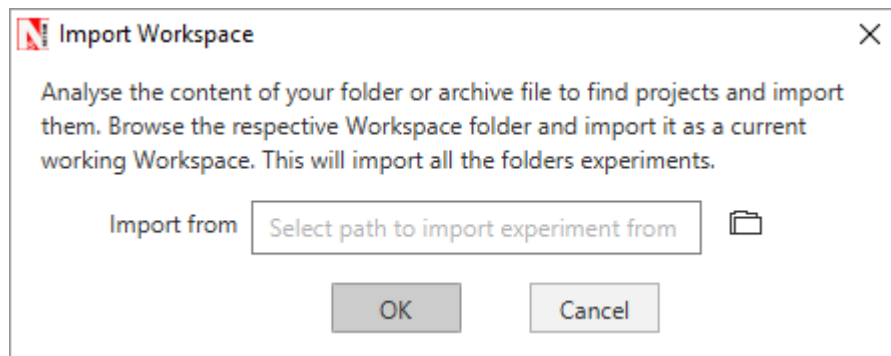 Import Workspace
Analyse the content of your folder or archive file to find projects and import
them. Browse the respective Workspace folder and import it as a current
working Workspace. This will import all the folders experiments.
Import from Select path to import experiment from
OK Cancel